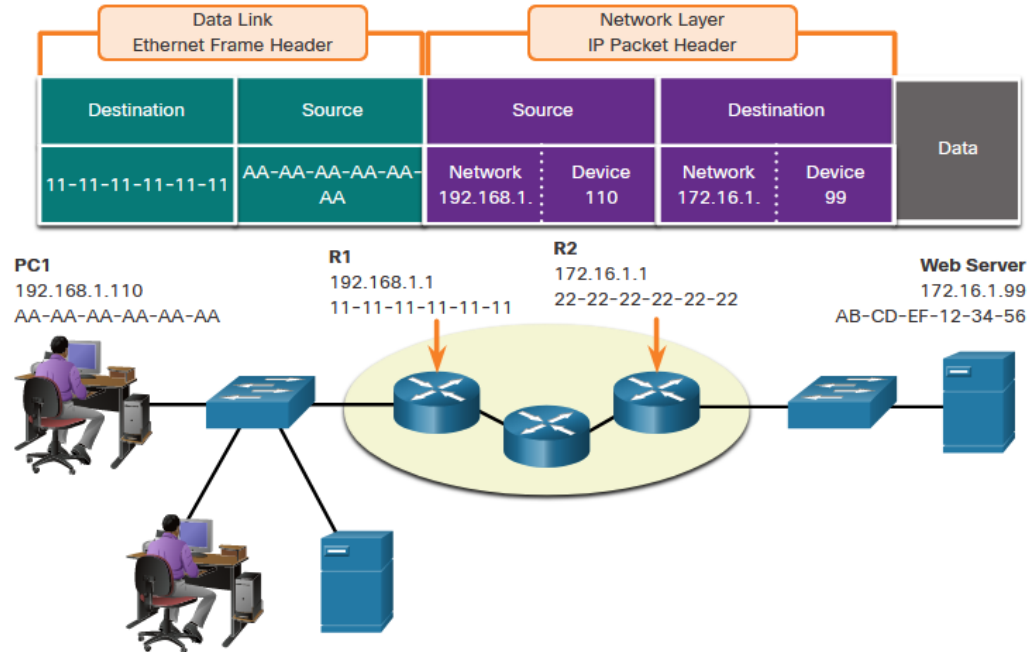 Data Link
Ethernet Frame Header
Network Layer
IP Packet Header
Destination
Source
Source
Destination
Data
11-11-11-11-11-11
AA-AA-AA-AA-AA-
AA
Network
192.168.1.
Device
110
Network
172.16.1.
Device
99
PC1
192.168.1.110
AA-AA-AA-AA-AA-AA
R1
192.168.1.1
11-11-11-11-11-11
R2
172.16.1.1
22-22-22-22-22-22
Web Server
172.16.1.99
AB-CD-EF-12-34-56